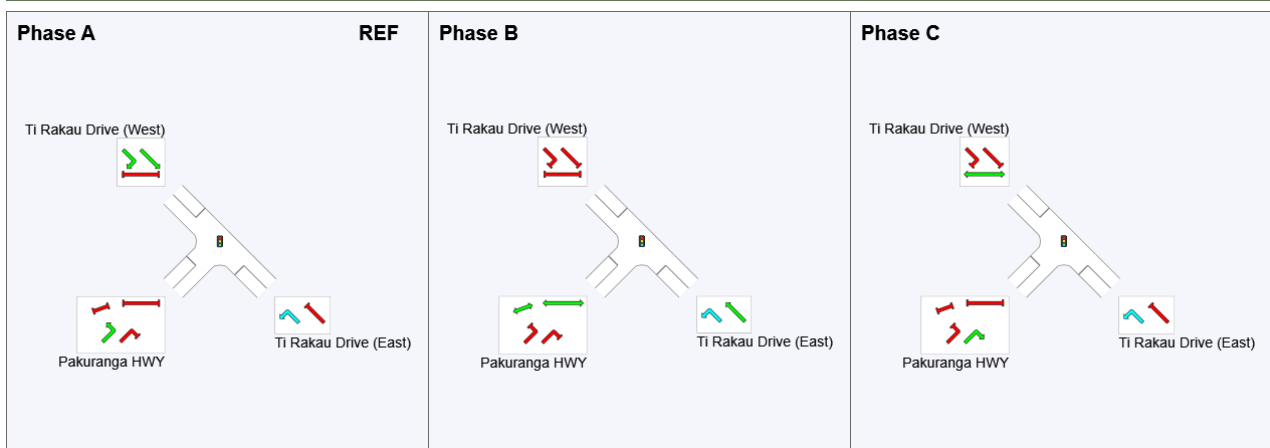 Phase A REF
Ti Rakau Drive (West)
Pakuranga HWY
Ti Rakau Drive (East)
Phase B
Ti Rakau Drive (West)
Pakuranga HWY
Ti Rakau Drive (East)
Phase C
Ti Rakau Drive (West)
Pakuranga HWY
Ti Rakau Drive (East)